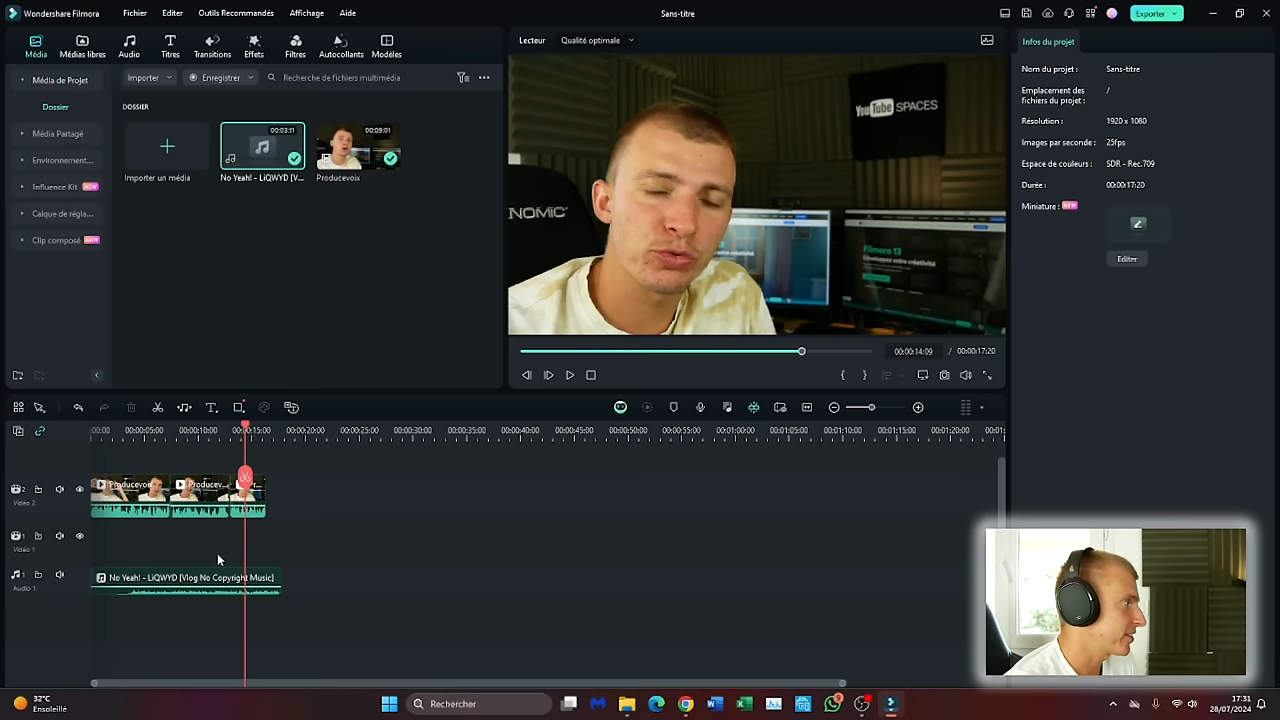 Wondershare Filmora
Fichier
Editer
Outils Recommandés
Affichage
Aide
Sans-titre
Exporter
Média
Médias libres
Audio
Titres
Transitions
Effets
Filtres
Autocollants
Modèles
Lecteur
Qualité optimale
Infos du projet
Média de Projet
Dossier
Média Partagé
Environnement...
Influence Kit NEW
Calque de régla...
Clip composé NEW
Importer
Enregistrer
Recherche de fichiers multimédia
DOSSIER
00:03:11
00:09:01
Importer un média
No Yeah! - LiQWYD [V...
Producevoix
YouTube SPACES
NOMIC
Filmora 13
Développez votre créativité
00:00:14:09 / 00:00:17:20
Nom du projet : Sans-titre
Emplacement des fichiers du projet : /
Résolution : 1920 x 1080
Images par seconde : 25fps
Espace de couleurs : SDR - Rec.709
Durée : 00:00:17:20
Miniature : NEW
Editer
00:00 00:00:05:00 00:00:10:00 00:00:15:00 00:00:20:00 00:00:25:00 00:00:30:00 00:00:35:00 00:00:40:00 00:00:45:00 00:00:50:00 00:00:55:00 00:01:00:00 00:01:05:00 00:01:10:00 00:01:15:00 00:01:20:00 00:01:
2
Vidéo 2
Producevoix
Producev...
1
Vidéo 1
1
Audio 1
No Yeah! - LiQWYD [Vlog No Copyright Music]
32°C
Ensoleillé
Rechercher
9
17:31
28/07/2024